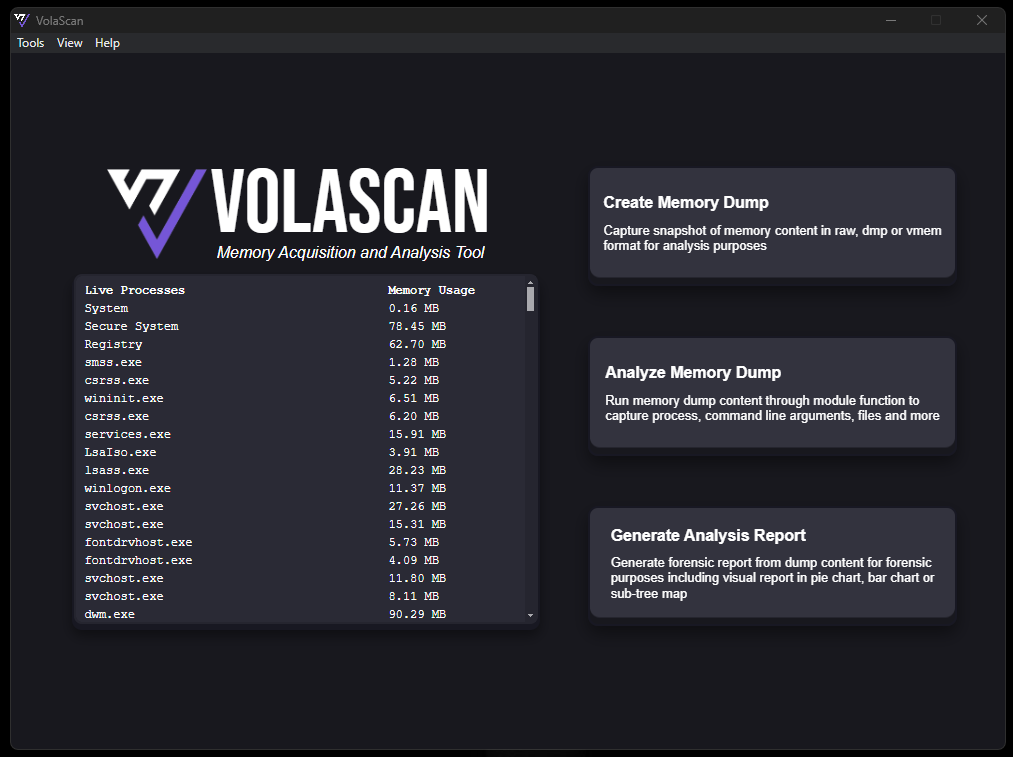 VolaScan
Tools View Help
VOLASCAN
Memory Acquisition and Analysis Tool
Live Processes Memory Usage
System 0.16 MB
Secure System 78.45 MB
Registry 62.70 MB
smss.exe 1.28 MB
csrss.exe 5.22 MB
wininit.exe 6.51 MB
csrss.exe 6.20 MB
services.exe 15.91 MB
LsaIso.exe 3.91 MB
lsass.exe 28.23 MB
winlogon.exe 11.37 MB
svchost.exe 27.26 MB
svchost.exe 15.31 MB
fontdrvhost.exe 5.73 MB
fontdrvhost.exe 4.09 MB
svchost.exe 11.80 MB
svchost.exe 8.11 MB
dwm.exe 90.29 MB
Create Memory Dump
Capture snapshot of memory content in raw, dmp or vmem
format for analysis purposes
Analyze Memory Dump
Run memory dump content through module function to
capture process, command line arguments, files and more
Generate Analysis Report
Generate forensic report from dump content for forensic
purposes including visual report in pie chart, bar chart or
sub-tree map